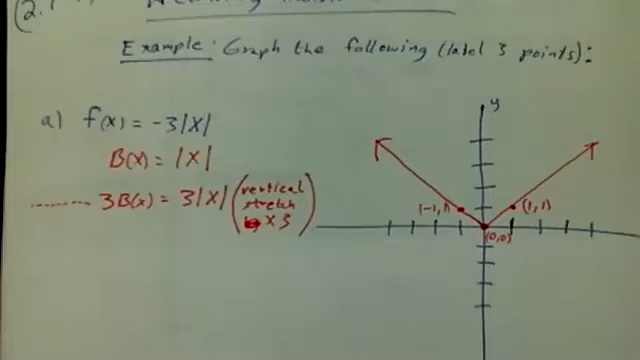 (2.
Example: Graph the following (label 3 points):
a) f(x) = -3|x|
B(x) = |x|
3B(x) = 3|x| (vertical
stretch
x 3)
y
(-1,1)
(1,1)
(0,0)